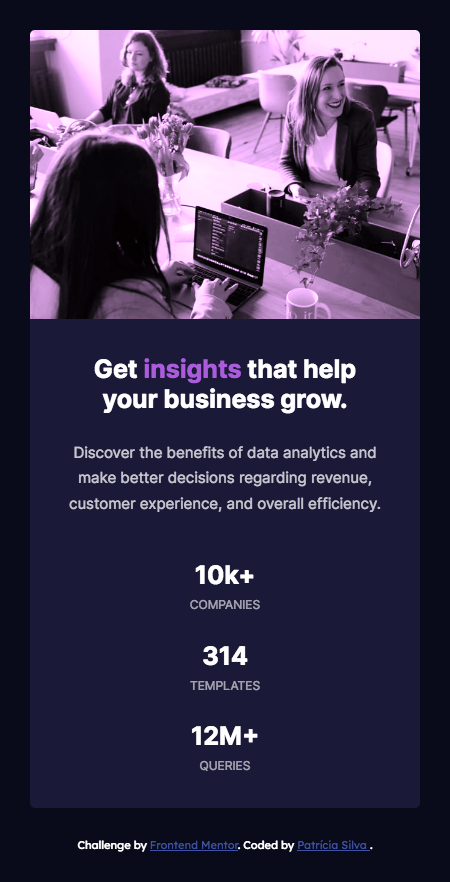 Get insights that help
your business grow.
Discover the benefits of data analytics and
make better decisions regarding revenue,
customer experience, and overall efficiency.
10k+
COMPANIES
314
TEMPLATES
12M+
QUERIES
Challenge by Frontend Mentor. Coded by Patrícia Silva .